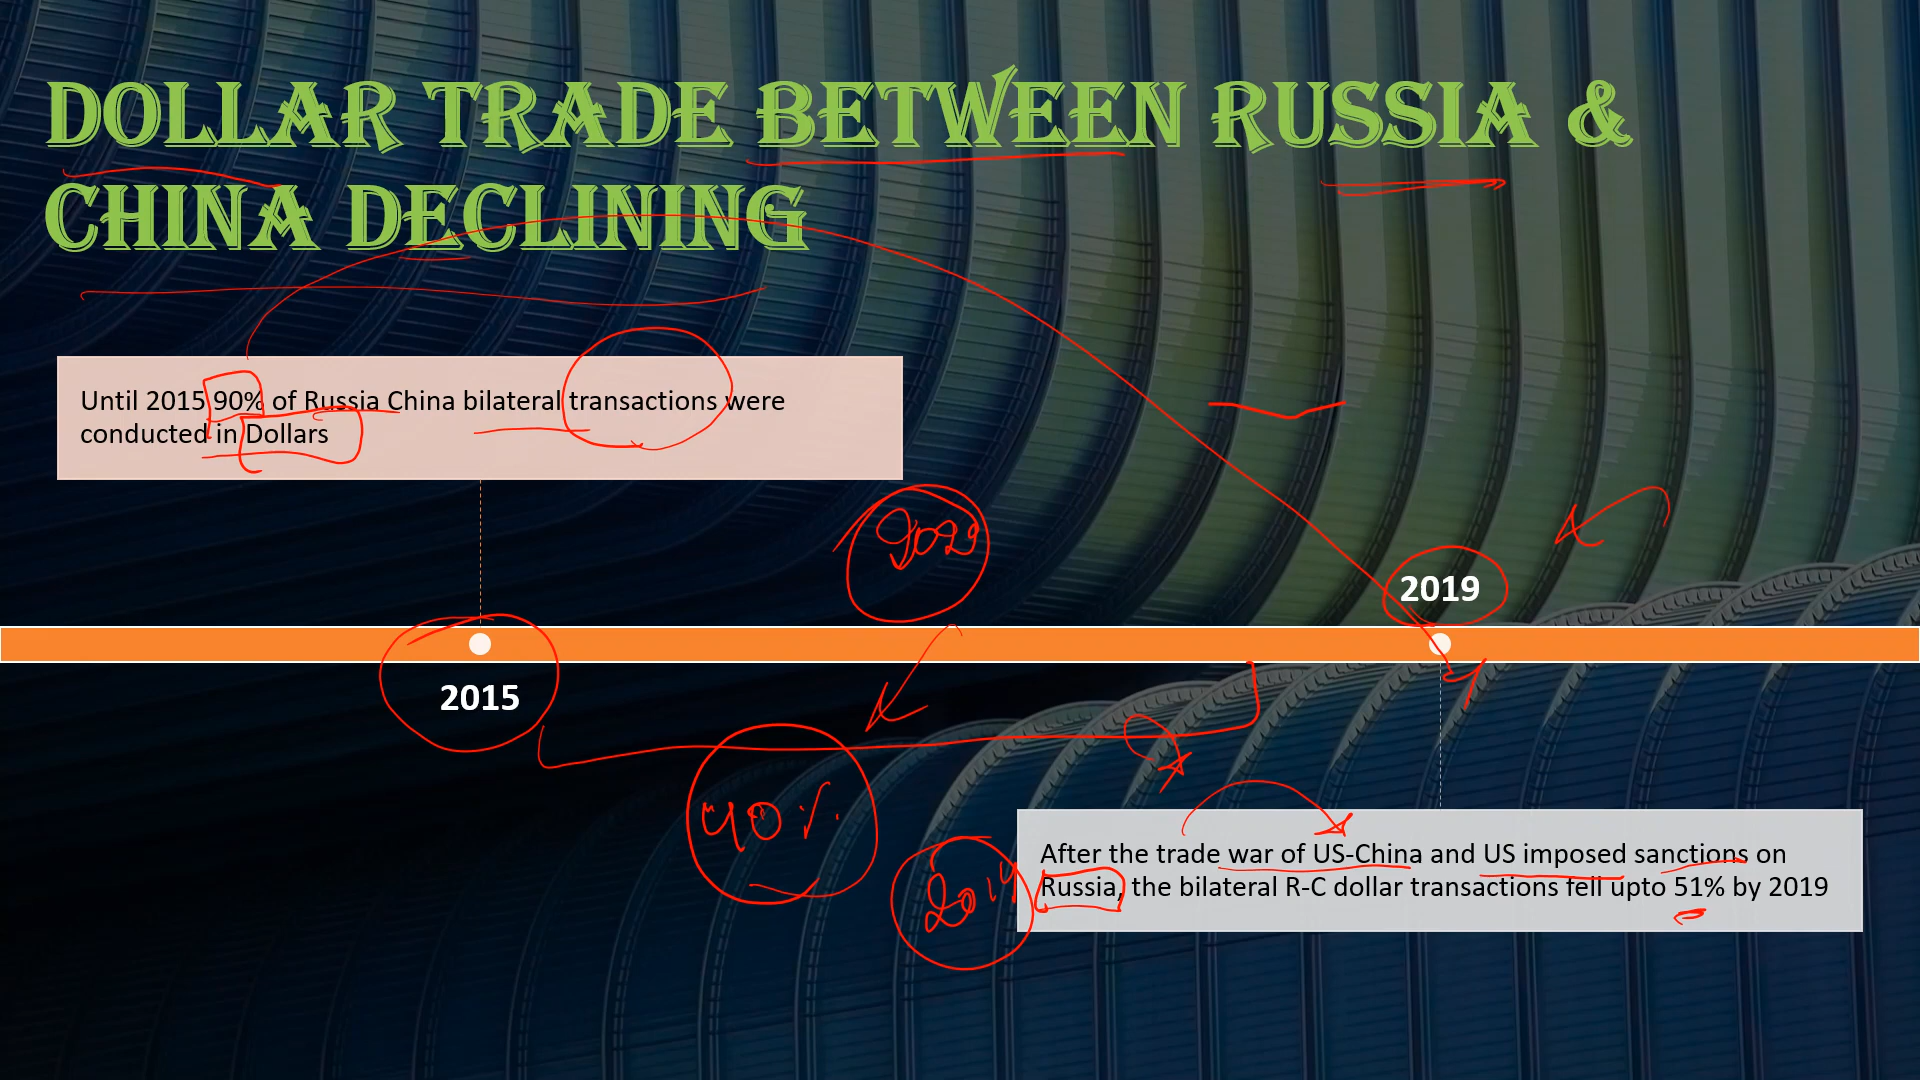 DOLLAR TRADE BETWEEN RUSSIA &
CHINA DECLINING
Until 2015 90% of Russia China bilateral transactions were
conducted in Dollars
2019
2015
40%
After the trade war of US-China and US imposed sanctions on
Russia, the bilateral R-C dollar transactions fell upto 51% by 2019
2014